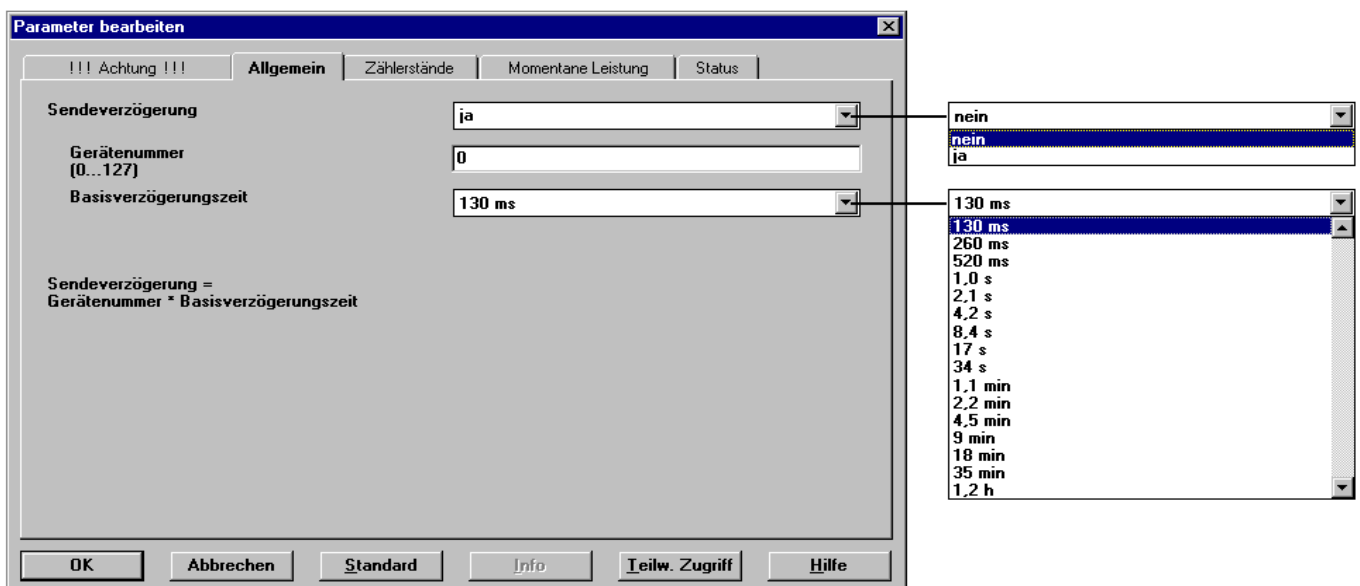 Parameter bearbeiten
!!! Achtung !!! Allgemein Zählerstände Momentane Leistung Status
Sendeverzögerung ja
Gerätenummer
(0...127) 0
Basisverzögerungszeit 130 ms
Sendeverzögerung =
Gerätenummer * Basisverzögerungszeit
OK Abbrechen Standard Info Teilw. Zugriff Hilfe
nein
nein
ja
130 ms
130 ms
260 ms
520 ms
1,0 s
2,1 s
4,2 s
8,4 s
17 s
34 s
1,1 min
2,2 min
4,5 min
9 min
18 min
35 min
1,2 h